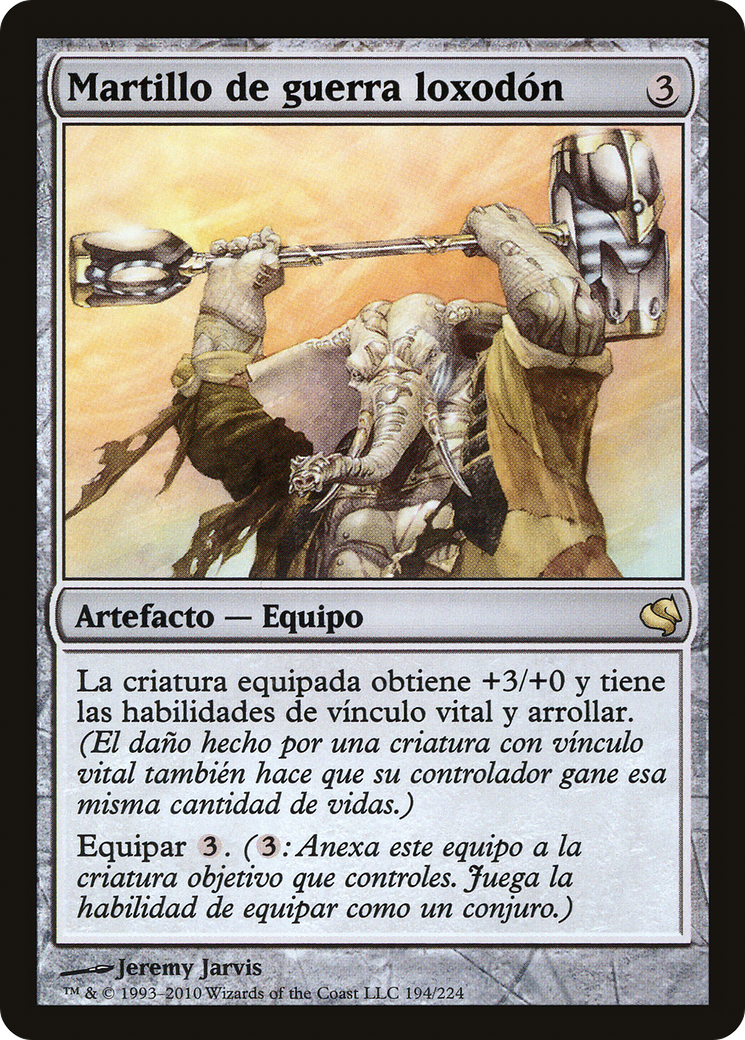 Martillo de guerra loxodón 3
Artefacto — Equipo
La criatura equipada obtiene +3/+0 y tiene
las habilidades de vínculo vital y arrollar.
(El daño hecho por una criatura con vínculo
vital también hace que su controlador gane esa
misma cantidad de vidas.)
Equipar 3. (3: Anexa este equipo a la
criatura objetivo que controles. Juega la
habilidad de equipar como un conjuro.)
Jeremy Jarvis
™ & © 1993–2010 Wizards of the Coast LLC 194/224